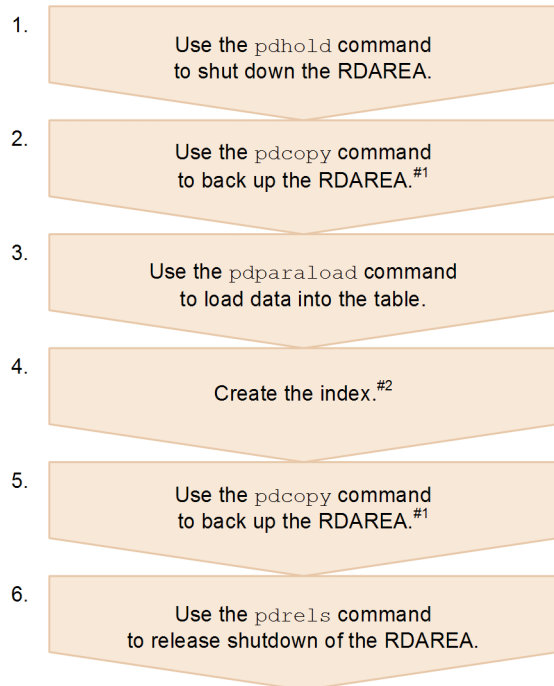 1.
Use the pdhold command
to shut down the RDAREA.
2.
Use the pdcopy command
to back up the RDAREA.#1
3.
Use the pdparaload command
to load data into the table.
4.
Create the index.#2
5.
Use the pdcopy command
to back up the RDAREA.#1
6.
Use the pdrels command
to release shutdown of the RDAREA.